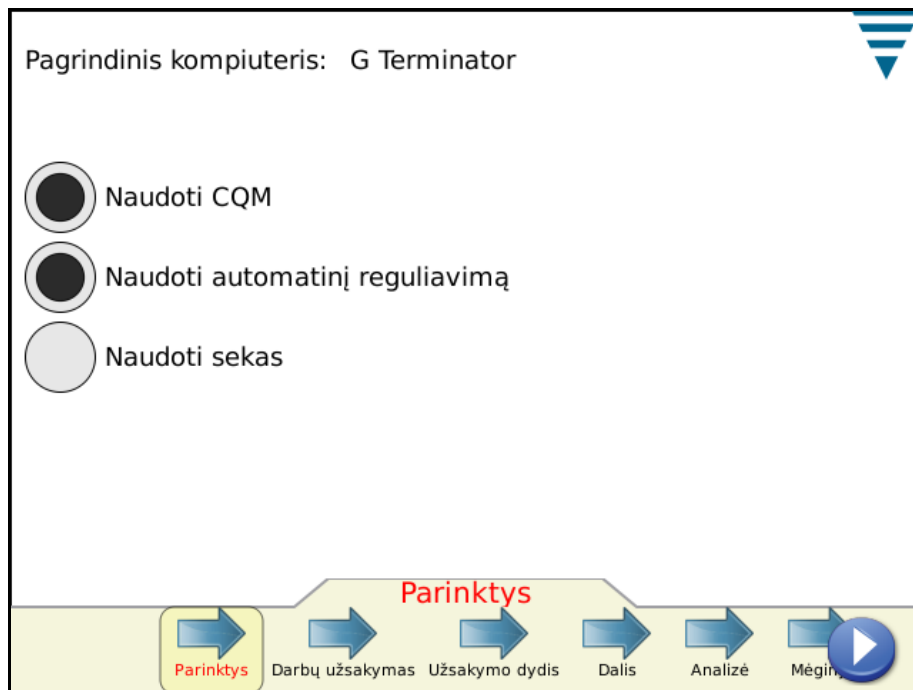 Pagrindinis kompiuteris: G Terminator
Naudoti CQM
Naudoti automatinį reguliavimą
Naudoti sekas
Parinktys
Parinktys Darbų užsakymas Užsakymo dydis Dalis Analizė